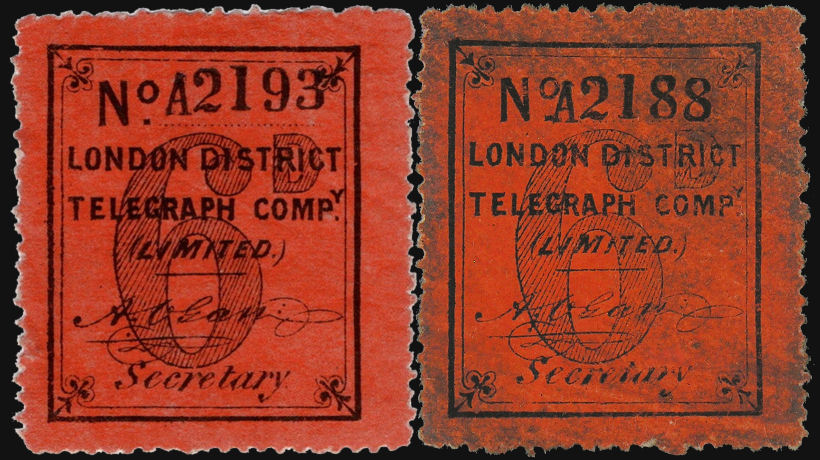 No. A2193
6D
LONDON DISTRICT
TELEGRAPH COMPY.
(LIMITED.)
Secretary
No. A2188
6D
LONDON DISTRICT
TELEGRAPH COMPY.
(LIMITED.)
Secretary